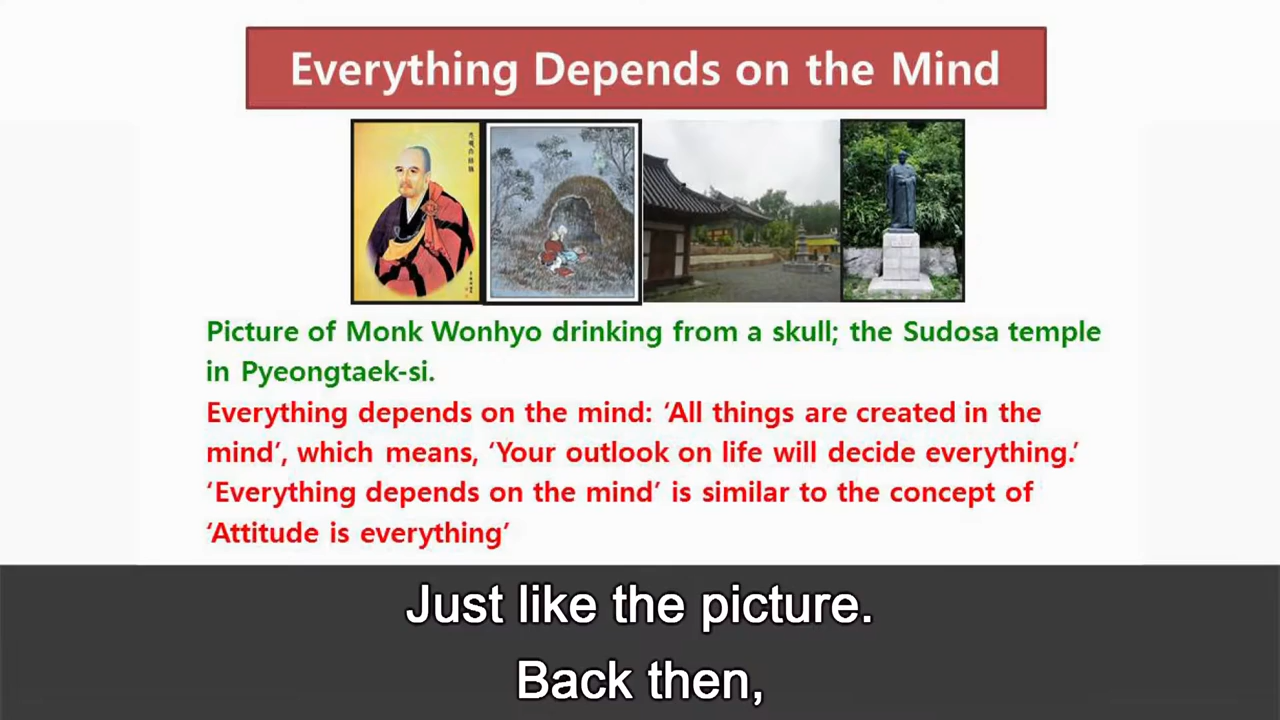 Everything Depends on the Mind
Picture of Monk Wonhyo drinking from a skull; the Sudosa temple
in Pyeongtaek-si.
Everything depends on the mind: ‘All things are created in the
mind’, which means, ‘Your outlook on life will decide everything.’
‘Everything depends on the mind’ is similar to the concept of
‘Attitude is everything’
Just like the picture.
Back then,